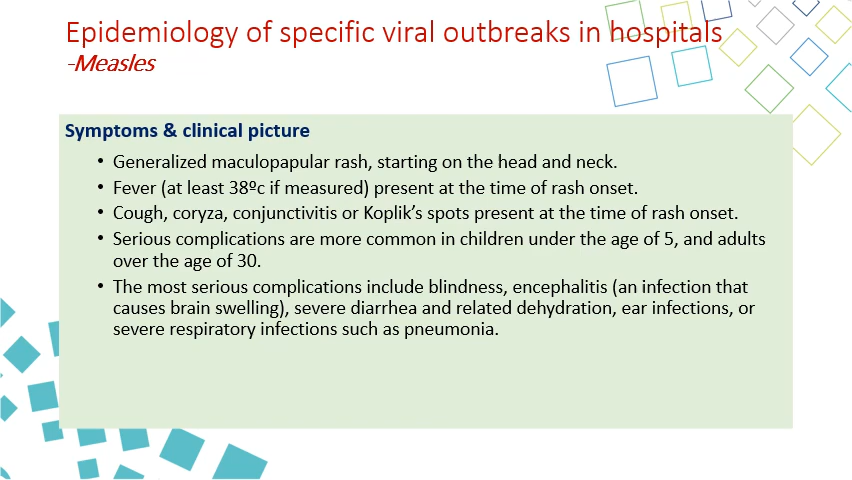 Epidemiology of specific viral outbreaks in hospitals
-Measles
Symptoms & clinical picture
• Generalized maculopapular rash, starting on the head and neck.
• Fever (at least 38ºc if measured) present at the time of rash onset.
• Cough, coryza, conjunctivitis or Koplik’s spots present at the time of rash onset.
• Serious complications are more common in children under the age of 5, and adults
over the age of 30.
• The most serious complications include blindness, encephalitis (an infection that
causes brain swelling), severe diarrhea and related dehydration, ear infections, or
severe respiratory infections such as pneumonia.